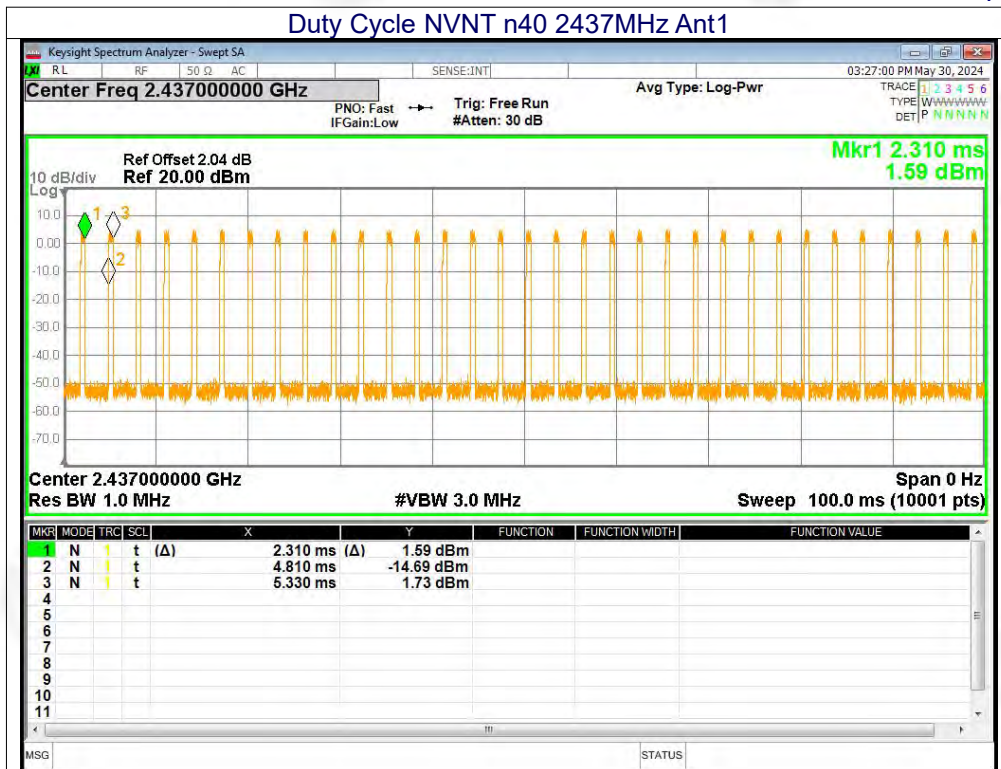 Duty Cycle NVNT n40 2437MHz Ant1
Keysight Spectrum Analyzer - Swept SA
LXI RL RF 50 Ω AC SENSE:INT 03:27:00 PM May 30, 2024
Center Freq 2.437000000 GHz Avg Type: Log-Pwr TRACE 1 2 3 4 5 6
PNO: Fast Trig: Free Run TYPE WWWWWW
IFGain:Low #Atten: 30 dB DET P N N N N N
Mkr1 2.310 ms
Ref Offset 2.04 dB
10 dB/div Ref 20.00 dBm 1.59 dBm
Log
10.0 1 3
0.00
-10.0 2
-20.0
-30.0
-40.0
-50.0
-60.0
-70.0
Center 2.437000000 GHz Span 0 Hz
Res BW 1.0 MHz #VBW 3.0 MHz Sweep 100.0 ms (10001 pts)
MKR MODE TRC SCL X Y FUNCTION FUNCTION WIDTH FUNCTION VALUE
1 N 1 t (Δ) 2.310 ms (Δ) 1.59 dBm
2 N 1 t 4.810 ms -14.69 dBm
3 N 1 t 5.330 ms 1.73 dBm
4
5
6
7
8
9
10
11
MSG STATUS